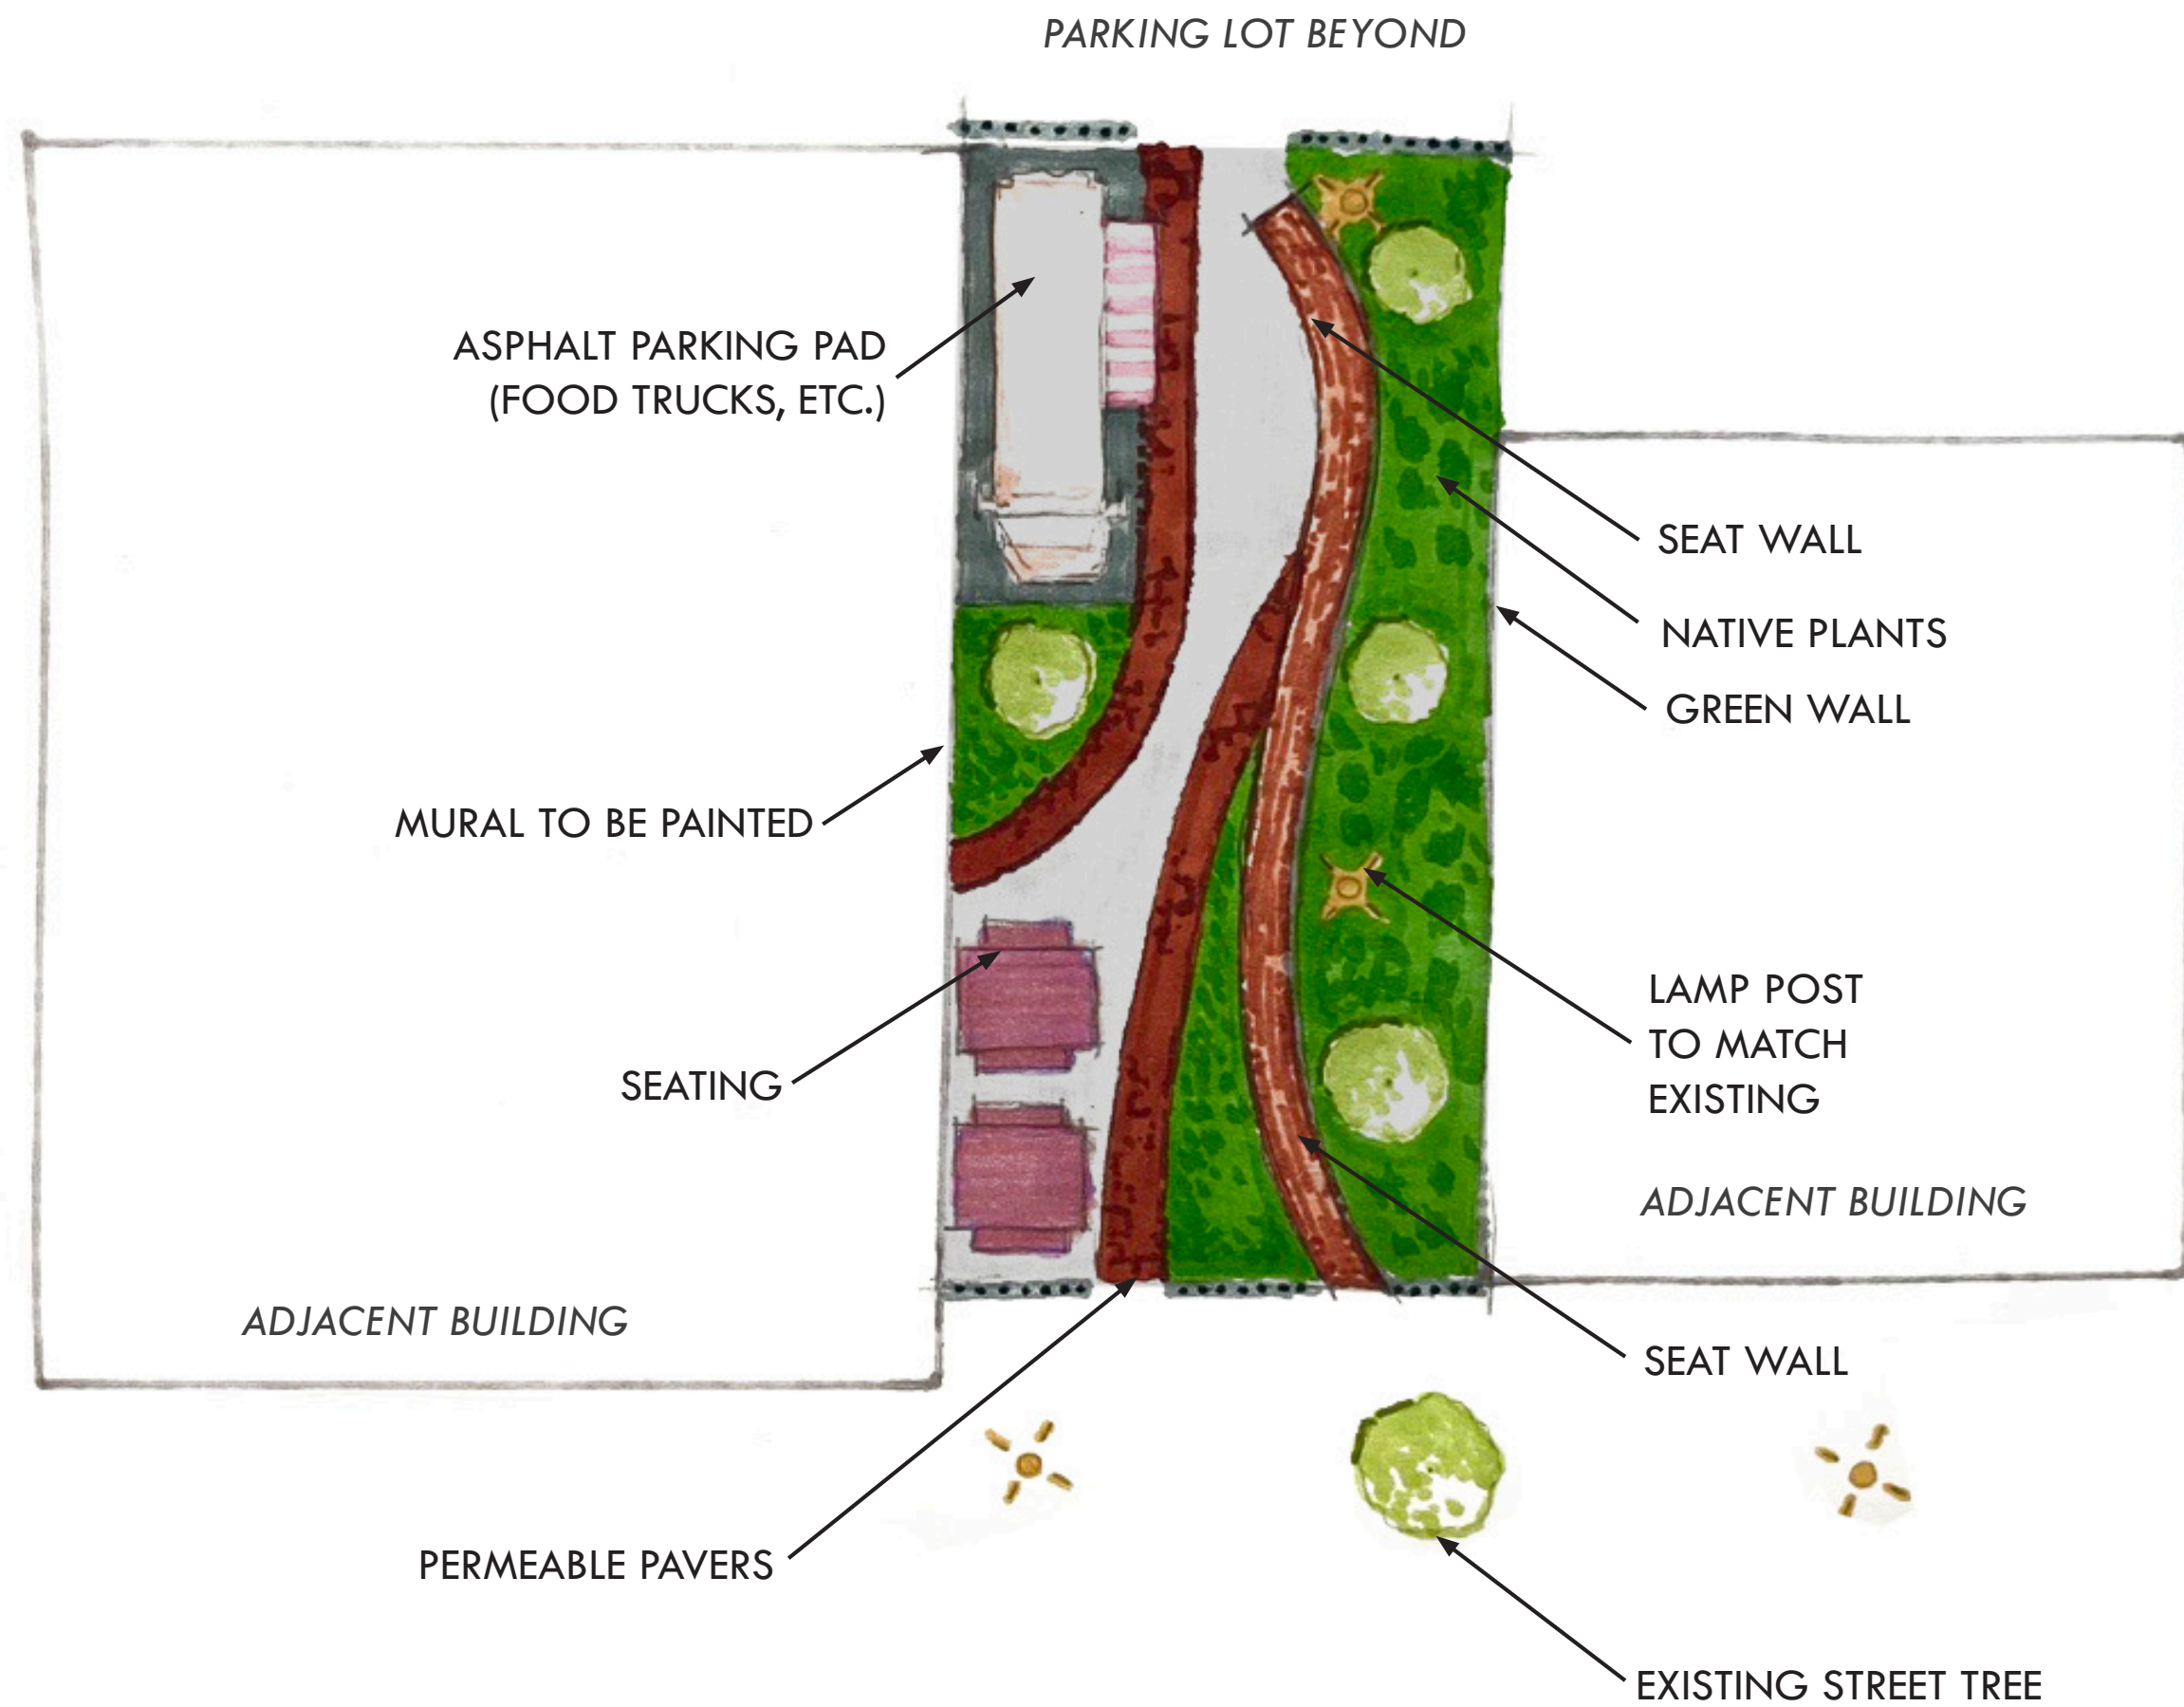 PARKING LOT BEYOND
ASPHALT PARKING PAD
(FOOD TRUCKS, ETC.)
SEAT WALL
NATIVE PLANTS
GREEN WALL
MURAL TO BE PAINTED
LAMP POST
TO MATCH
EXISTING
SEATING
ADJACENT BUILDING
ADJACENT BUILDING
SEAT WALL
PERMEABLE PAVERS
EXISTING STREET TREE